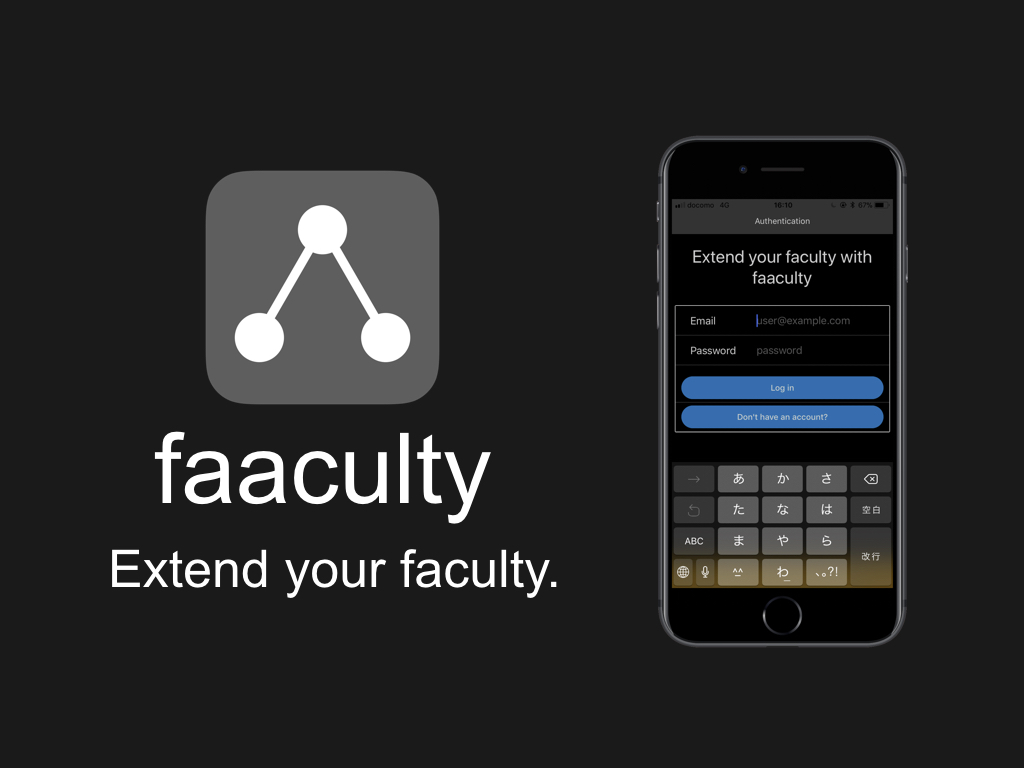 faaculty
Extend your faculty.
docomo 4G 16:10 67%
Authentication
Extend your faculty with
faaculty
Email user@example.com
Password password
Log in
Don't have an account?
→ あ か さ
た な は 空白
ABC ま や ら 改行
^^ わ_ 、。?!